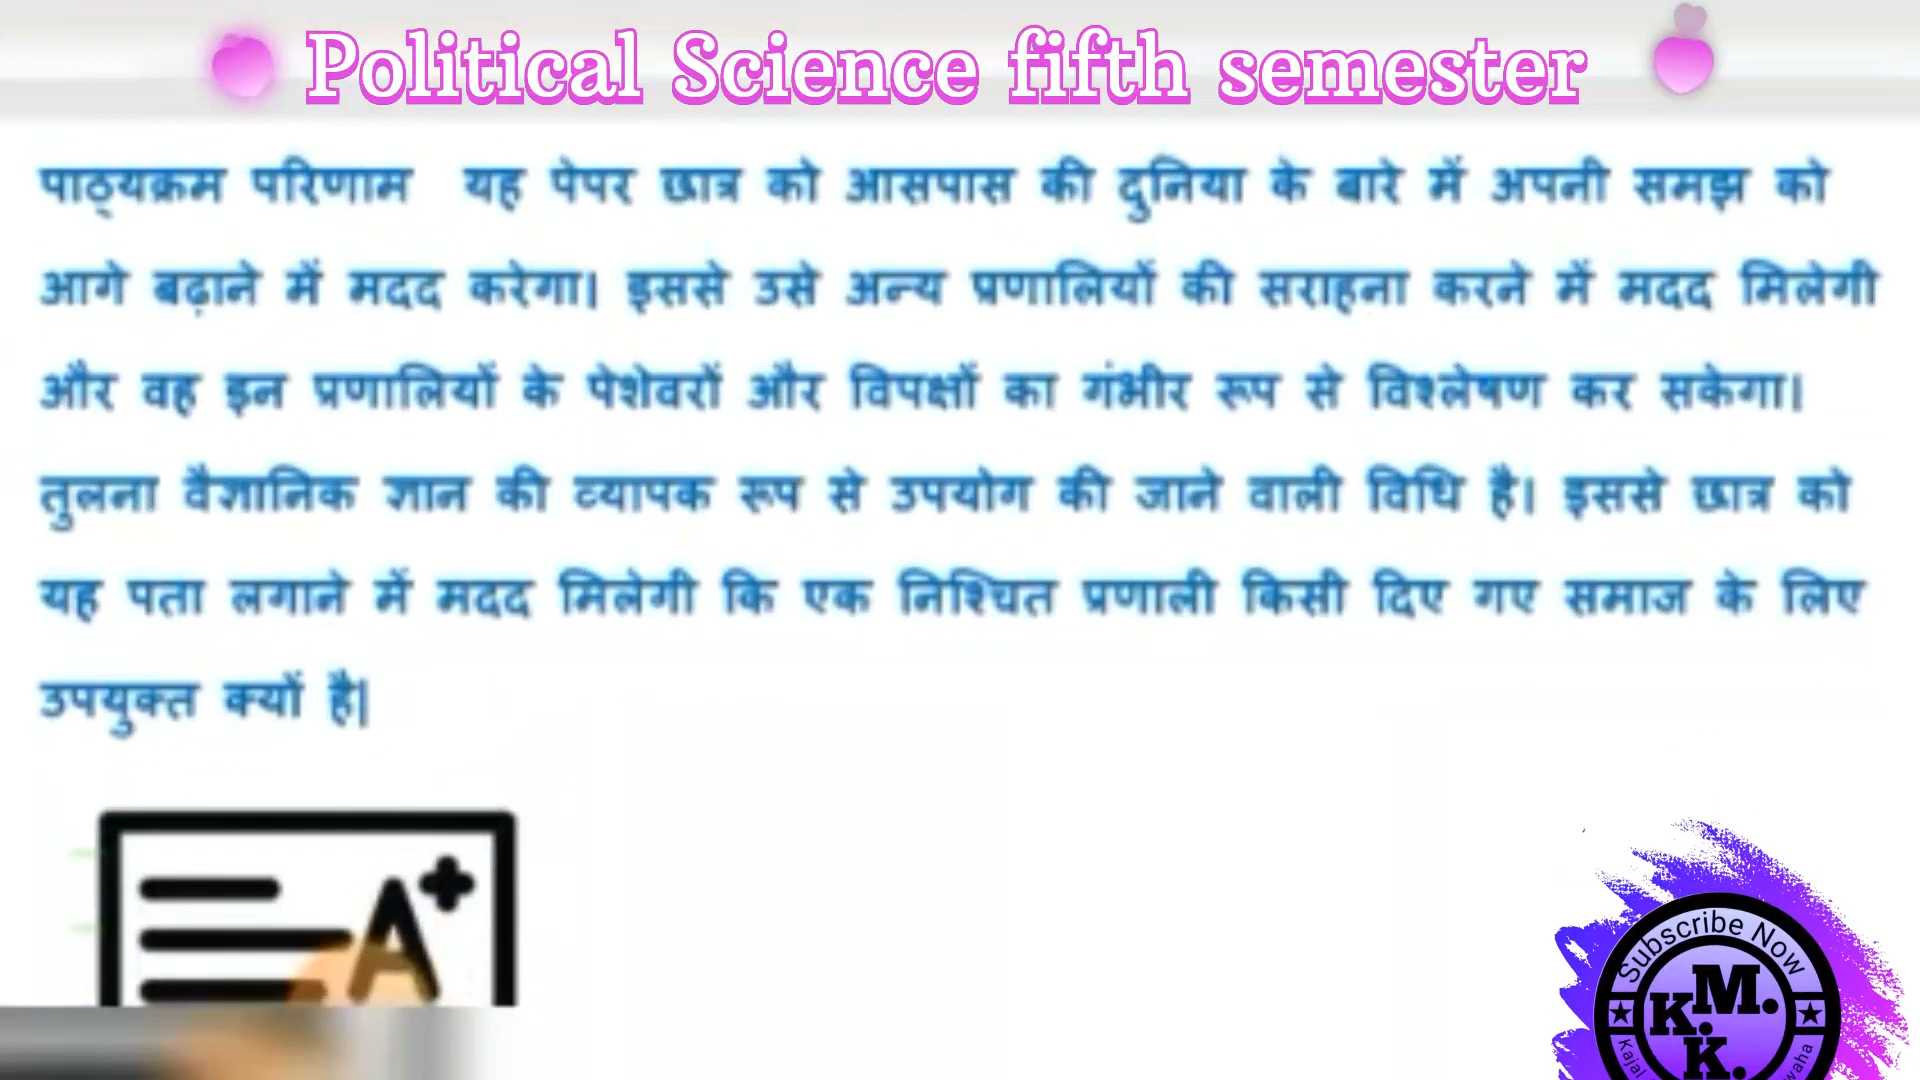 Political Science fifth semester
पाठ्यक्रम परिणाम यह पेपर छात्र को आसपास की दुनिया के बारे में अपनी समझ को
आगे बढ़ाने में मदद करेगा। इससे उसे अन्य प्रणालियों की सराहना करने में मदद मिलेगी
और वह इन प्रणालियों के पेशेवरों और विपक्षों का गंभीर रूप से विश्लेषण कर सकेगा।
तुलना वैज्ञानिक ज्ञान की व्यापक रूप से उपयोग की जाने वाली विधि है। इससे छात्र को
यह पता लगाने में मदद मिलेगी कि एक निश्चित प्रणाली किसी दिए गए समाज के लिए
उपयुक्त क्यों है|
A+
Subscribe Now
M.
K.
K.
Kajal